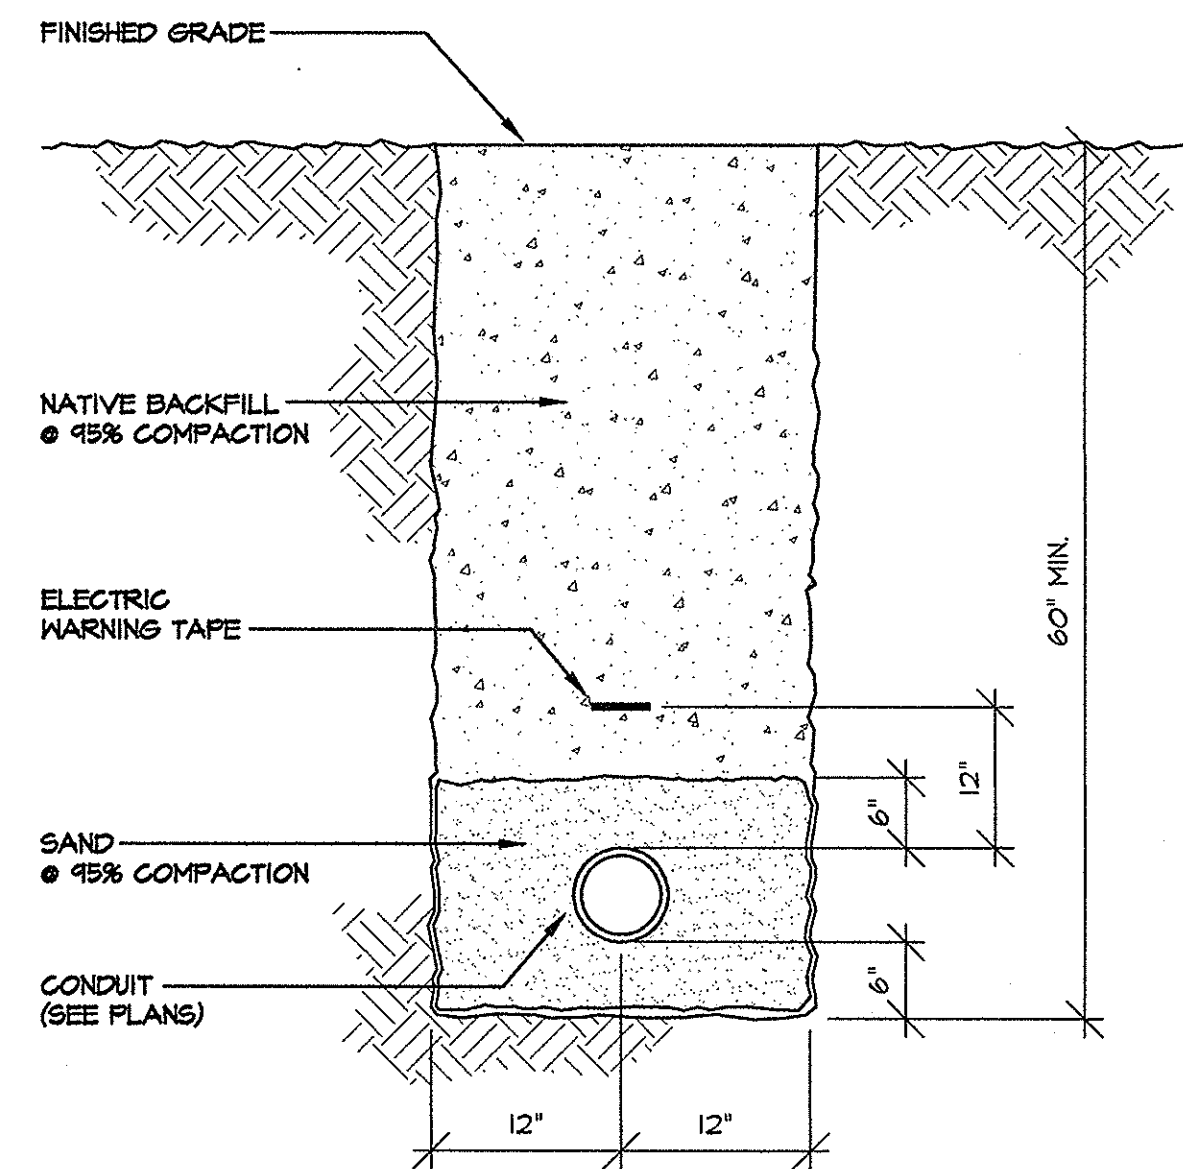 FINISHED GRADE
NATIVE BACKFILL
@ 95% COMPACTION
ELECTRIC
WARNING TAPE
60" MIN.
12"
6"
SAND
@ 95% COMPACTION
CONDUIT
(SEE PLANS)
6"
12"
12"